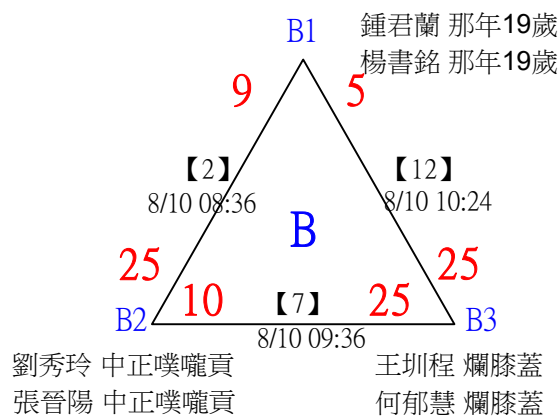 B1
鍾君蘭 那年19歲
楊書銘 那年19歲
9
5
【2】
8/10 08:36
【12】
8/10 10:24
B
25
25
10
【7】
25
B2
8/10 09:36
B3
劉秀玲 中正噗嚨貢
張晉陽 中正噗嚨貢
王圳程 爛膝蓋
何郁慧 爛膝蓋